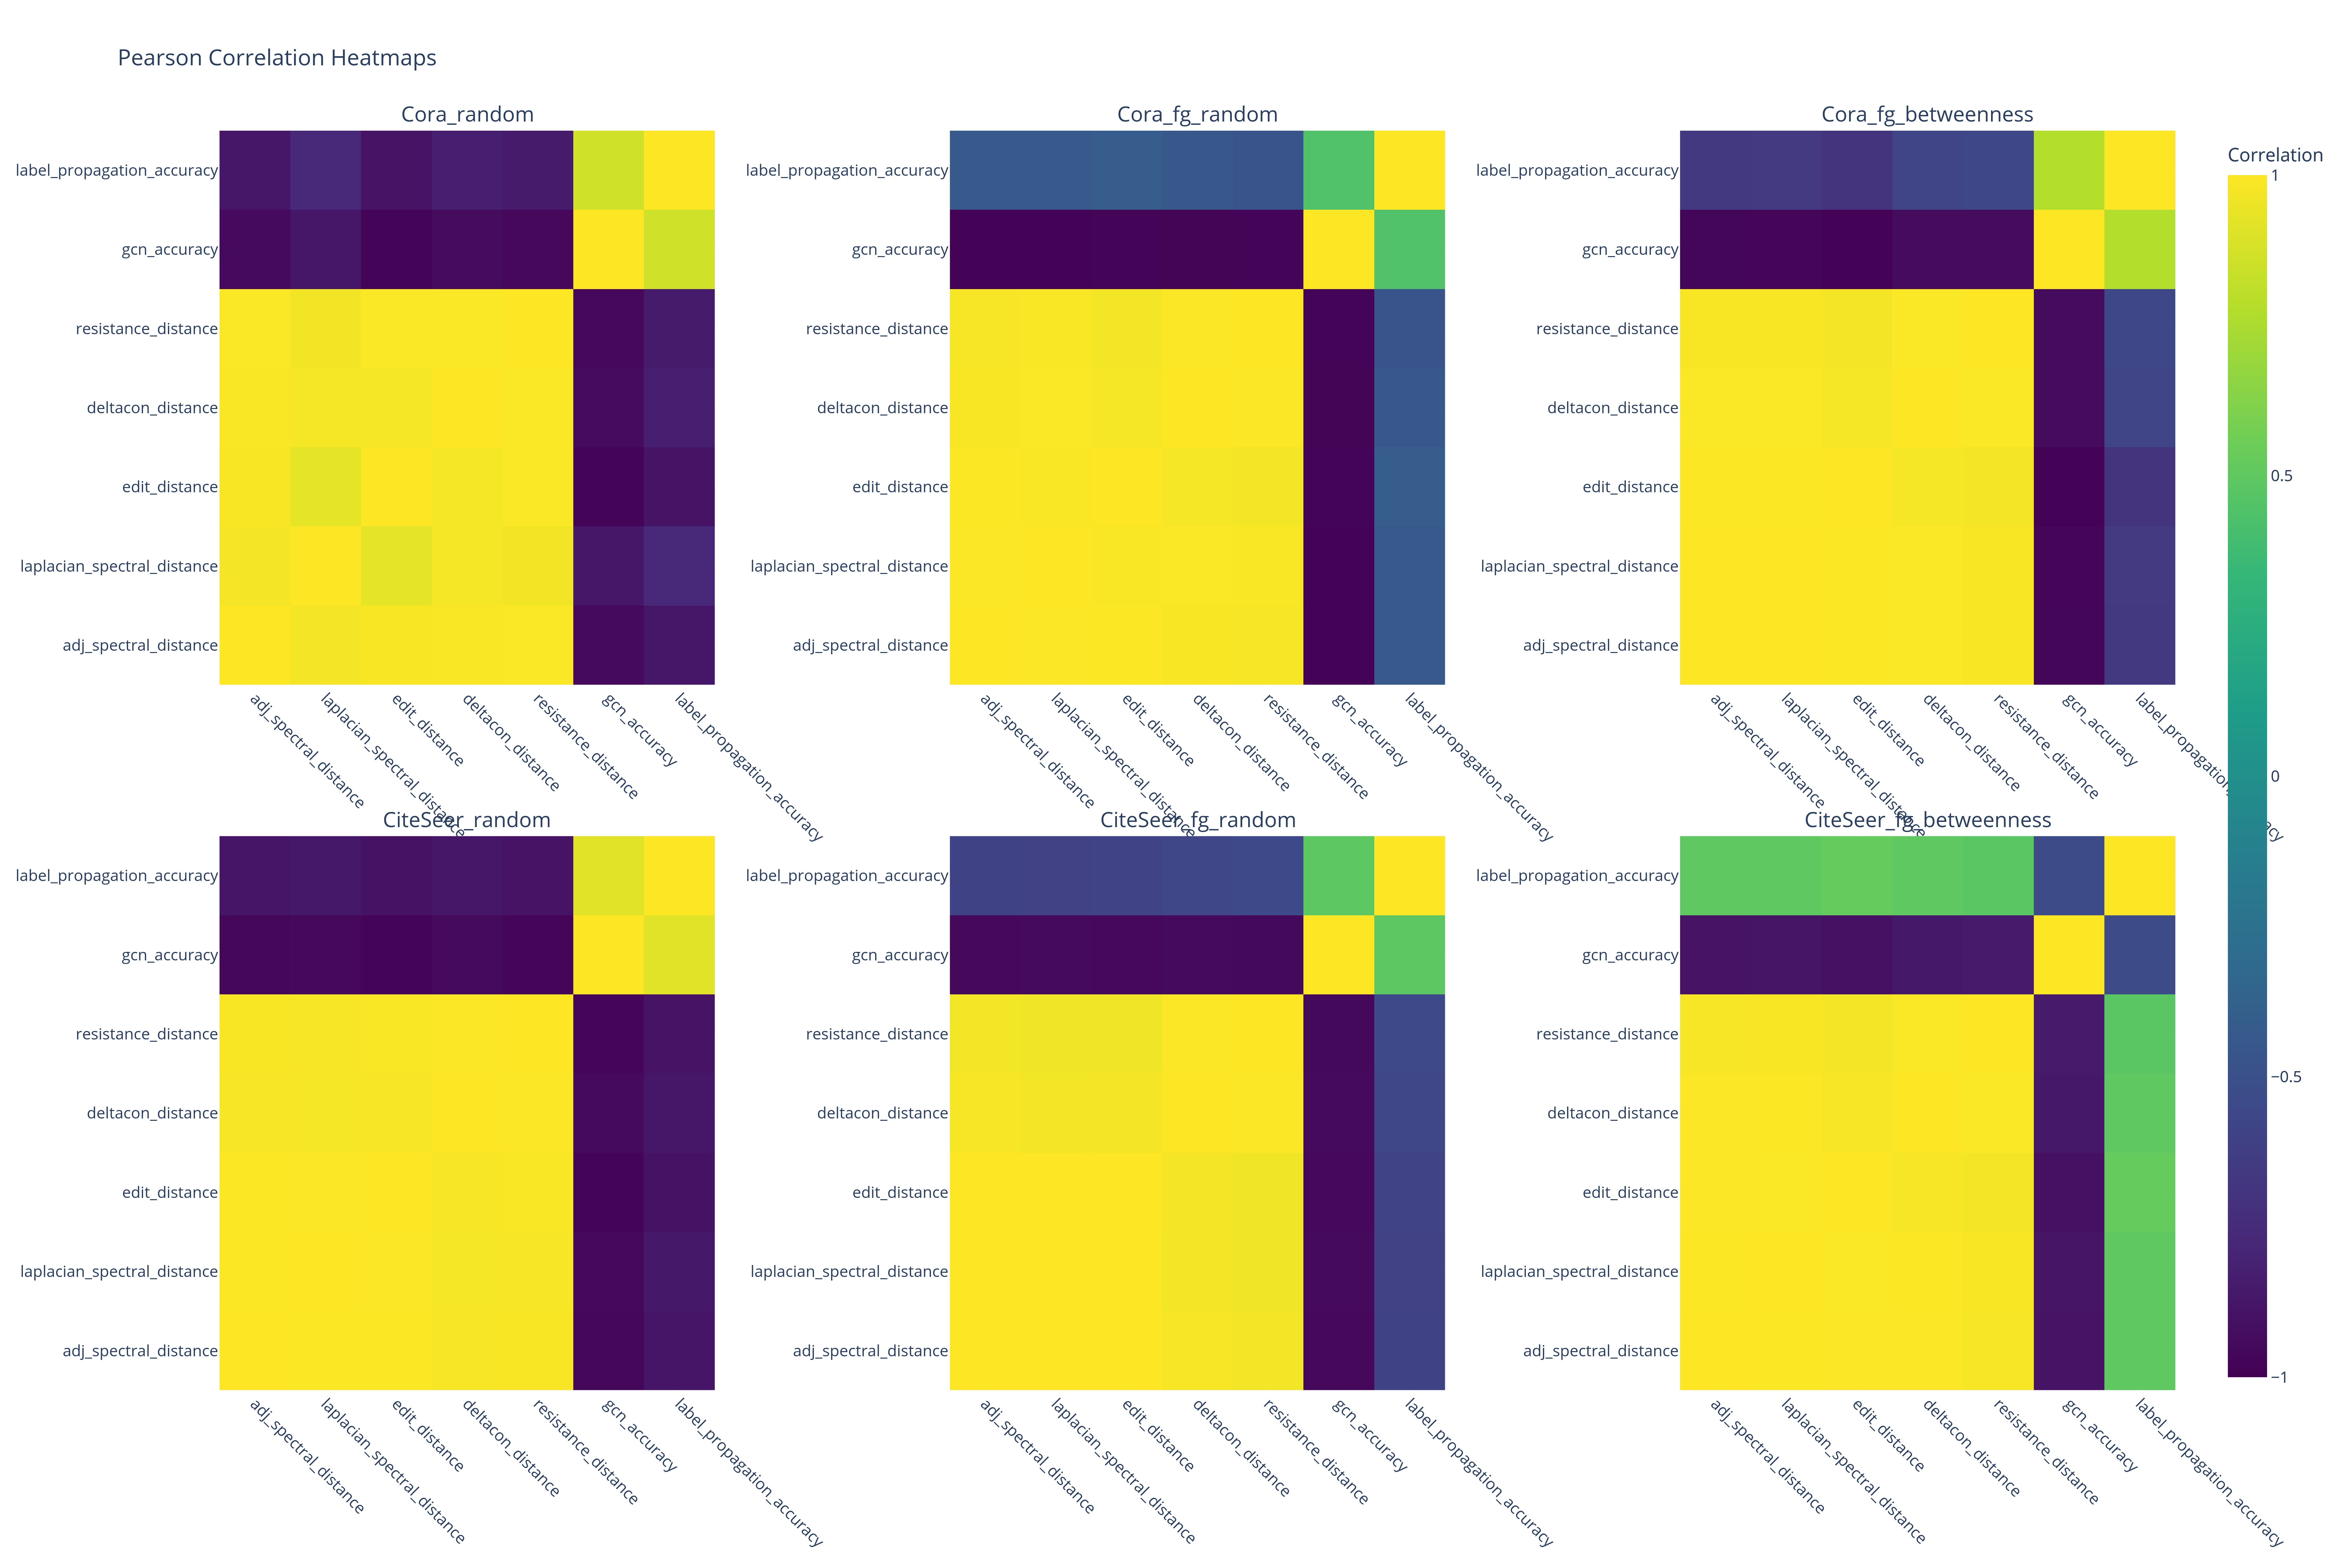 Pearson Correlation Heatmaps
Cora_random
label_propagation_accuracy
gcn_accuracy
resistance_distance
deltacon_distance
edit_distance
laplacian_spectral_distance
adj_spectral_distance
adj_spectral_distance
laplacian_spectral_distance
edit_distance
deltacon_distance
resistance_distance
gcn_accuracy
label_propagation_accuracy
Cora_fg_random
label_propagation_accuracy
gcn_accuracy
resistance_distance
deltacon_distance
edit_distance
laplacian_spectral_distance
adj_spectral_distance
adj_spectral_distance
laplacian_spectral_distance
edit_distance
deltacon_distance
resistance_distance
gcn_accuracy
label_propagation_accuracy
Cora_fg_betweenness
label_propagation_accuracy
gcn_accuracy
resistance_distance
deltacon_distance
edit_distance
laplacian_spectral_distance
adj_spectral_distance
adj_spectral_distance
laplacian_spectral_distance
edit_distance
deltacon_distance
resistance_distance
gcn_accuracy
label_propagation_accuracy
Correlation
1
0.5
0
−0.5
−1
CiteSeer_random
label_propagation_accuracy
gcn_accuracy
resistance_distance
deltacon_distance
edit_distance
laplacian_spectral_distance
adj_spectral_distance
adj_spectral_distance
laplacian_spectral_distance
edit_distance
deltacon_distance
resistance_distance
gcn_accuracy
label_propagation_accuracy
CiteSeer_fg_random
label_propagation_accuracy
gcn_accuracy
resistance_distance
deltacon_distance
edit_distance
laplacian_spectral_distance
adj_spectral_distance
adj_spectral_distance
laplacian_spectral_distance
edit_distance
deltacon_distance
resistance_distance
gcn_accuracy
label_propagation_accuracy
CiteSeer_fg_betweenness
label_propagation_accuracy
gcn_accuracy
resistance_distance
deltacon_distance
edit_distance
laplacian_spectral_distance
adj_spectral_distance
adj_spectral_distance
laplacian_spectral_distance
edit_distance
deltacon_distance
resistance_distance
gcn_accuracy
label_propagation_accuracy